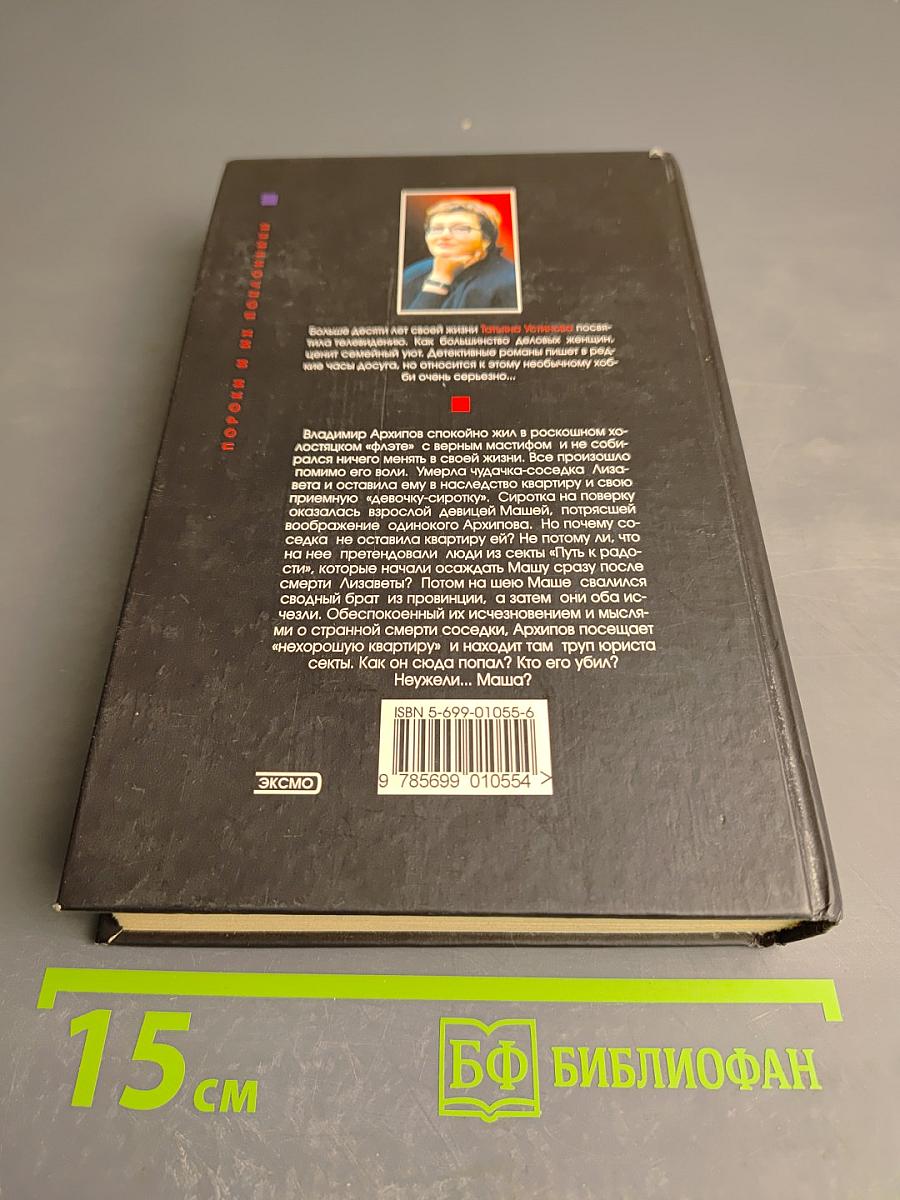 ПОРОКИ И ИХ ПОКЛОННИКИ
Больше десяти лет своей жизни Татьяна Устинова посвя-
тила телевидению. Как большинство деловых женщин,
ценит семейный уют. Детективные романы пишет в ред-
кие часы досуга, но относится к этому необычному хоб-
би очень серьезно...
Владимир Архипов спокойно жил в роскошном хо-
лостяцком «флэте» с верным мастифом и не соби-
рался ничего менять в своей жизни. Все произошло
помимо его воли. Умерла чудачка-соседка Лиза-
вета и оставила ему в наследство квартиру и свою
приемную «девочку-сиротку». Сиротка на поверку
оказалась взрослой девицей Машей, потрясшей
воображение одинокого Архипова. Но почему со-
седка не оставила квартиру ей? Не потому ли, что
на нее претендовали люди из секты «Путь к радо-
сти», которые начали осаждать Машу сразу после
смерти Лизаветы? Потом на шею Маше свалился
сводный брат из провинции, а затем они оба ис-
чезли. Обеспокоенный их исчезновением и мысля-
ми о странной смерти соседки, Архипов посещает
«нехорошую квартиру» и находит там труп юриста
секты. Как он сюда попал? Кто его убил?
Неужели... Маша?
ISBN 5-699-01055-6
9 785699 010554 >
ЭКСМО
15 см
БФ БИБЛИОФАН